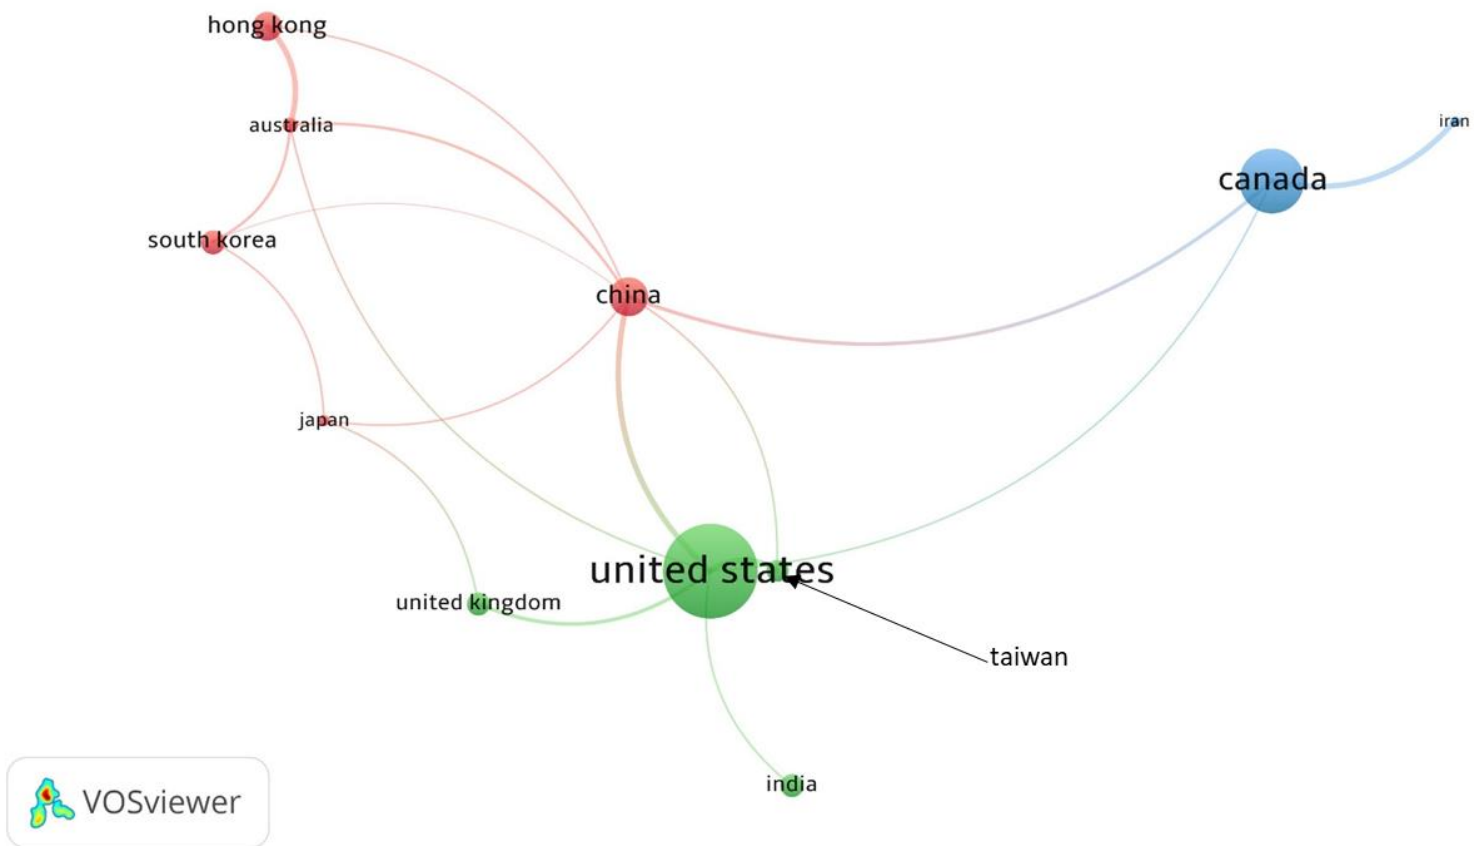 hong kong
australia
iran
canada
south korea
china
japan
united states
united kingdom
taiwan
india
VOSviewer